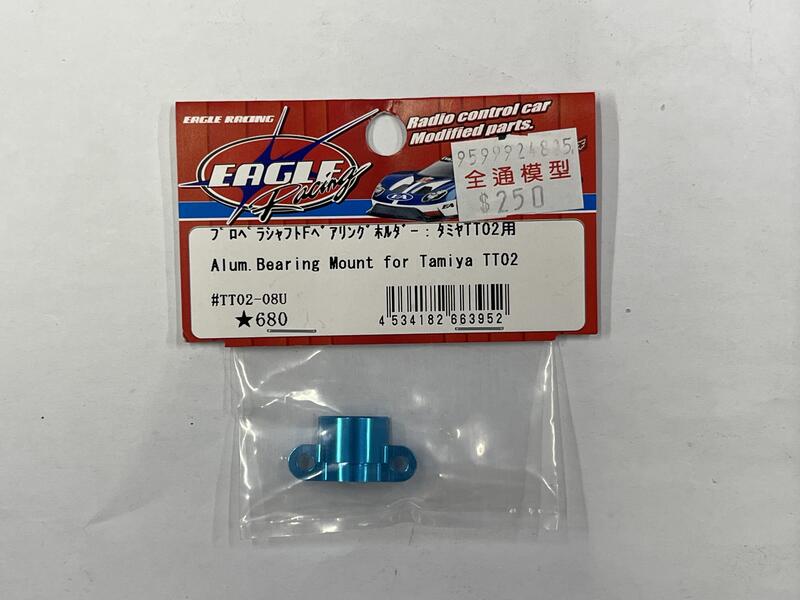 EAGLE RACING
EAGLE
Racing
Radio control car
Modified parts.
9599924835
全通模型
$250
プロペラシャフトFベアリングホルダー：タミヤTT02用
Alum.Bearing Mount for Tamiya TT02
#TT02-08U
★680
4 534182 663952